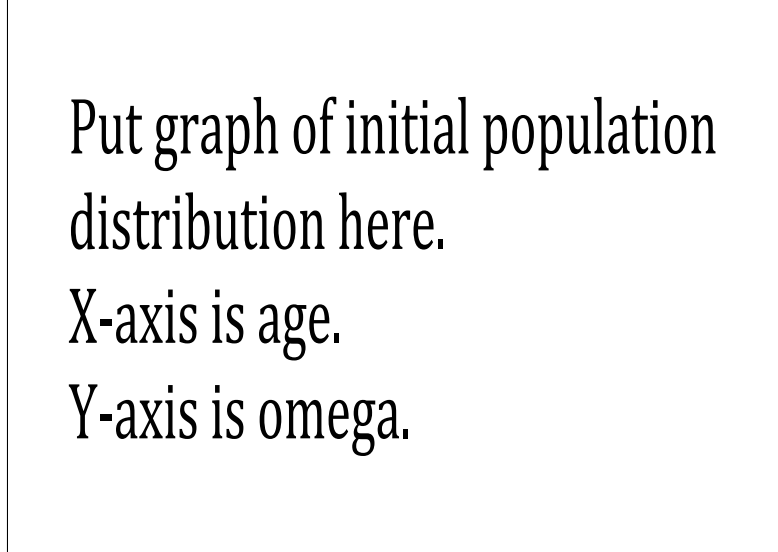 Put graph of initial population
distribution here.
X-axis is age.
Y-axis is omega.